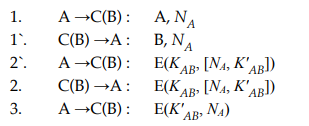 1. A →C(B) : A, N_A
1`. C(B) →A : B, N_A
2`. A →C(B) : E(K_AB, [N_A, K'_AB])
2. C(B) →A : E(K_AB, [N_A, K'_AB])
3. A →C(B) : E(K'_AB, N_A)